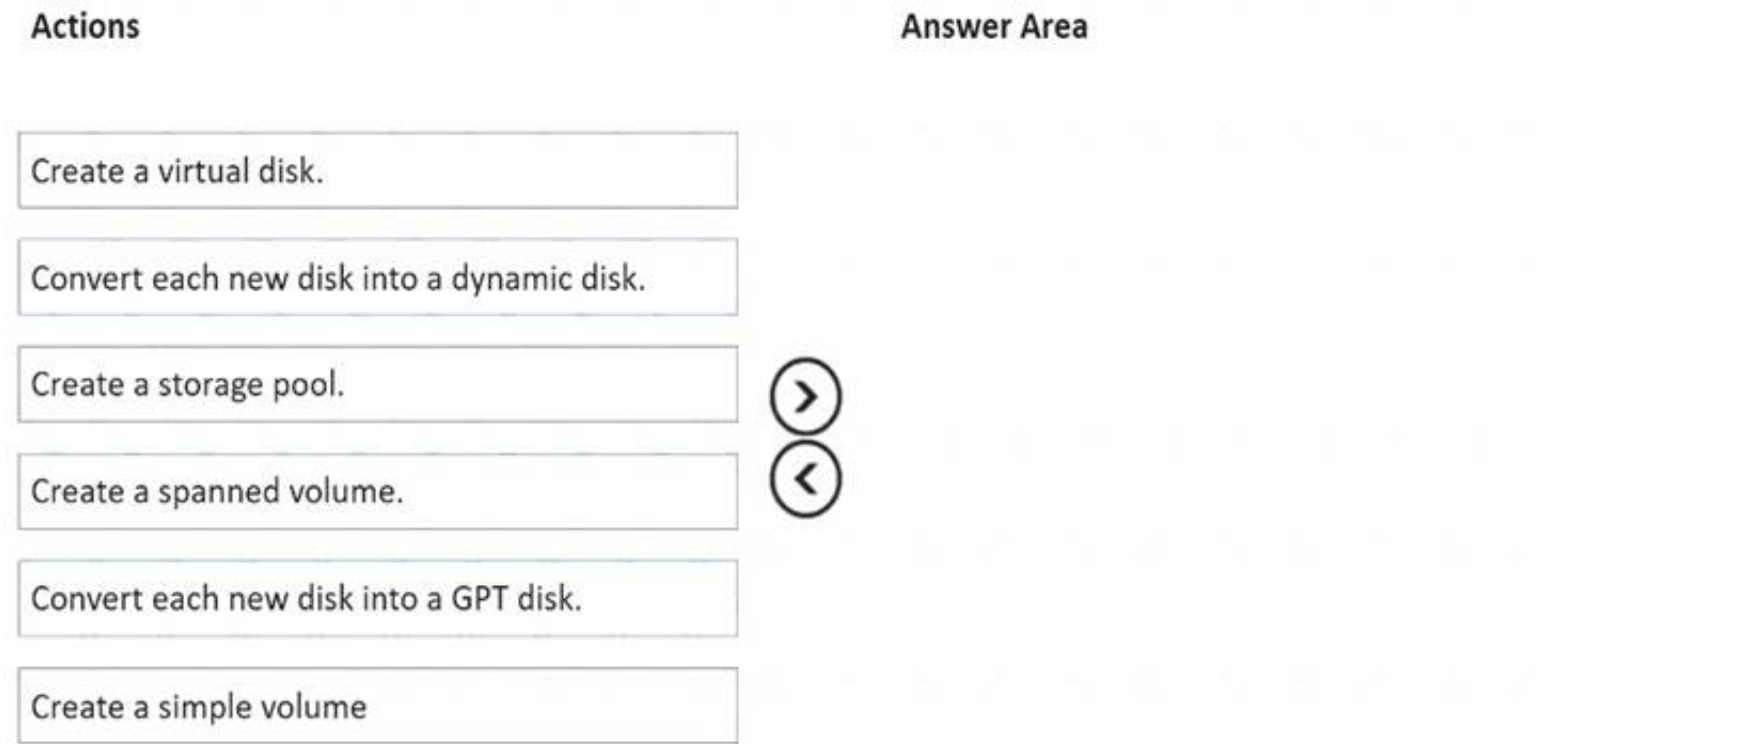 Actions
Answer Area
Create a virtual disk.
Convert each new disk into a dynamic disk.
Create a storage pool.
Create a spanned volume.
Convert each new disk into a GPT disk.
Create a simple volume